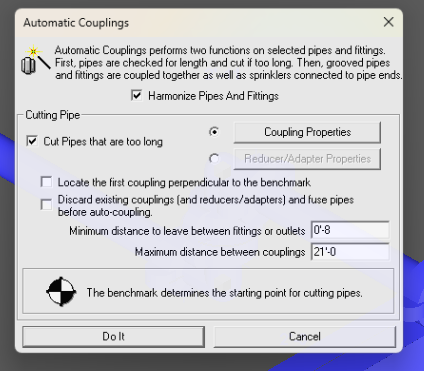 Automatic Couplings
Automatic Couplings performs two functions on selected pipes and fittings.
First, pipes are checked for length and cut if too long. Then, grooved pipes
and fittings are coupled together as well as sprinklers connected to pipe ends.
Harmonize Pipes And Fittings
Cutting Pipe
Cut Pipes that are too long
Coupling Properties
Reducer/Adapter Properties
Locate the first coupling perpendicular to the benchmark
Discard existing couplings (and reducers/adapters) and fuse pipes
before auto-coupling.
Minimum distance to leave between fittings or outlets 0'-8
Maximum distance between couplings 21'-0
The benchmark determines the starting point for cutting pipes.
Do It
Cancel